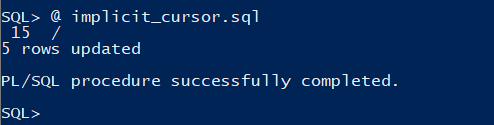 SQL> @ implicit_cursor.sql
 15  /
5 rows updated
PL/SQL procedure successfully completed.
SQL>